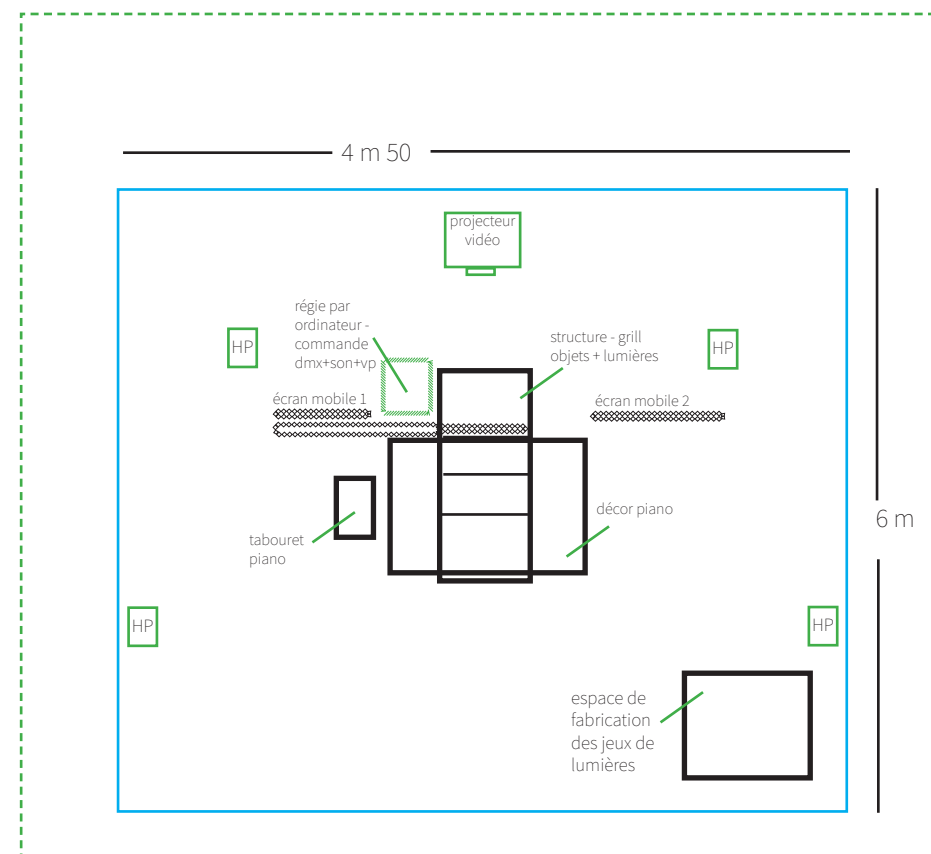 4 m 50
projecteur
vidéo
régie par
ordinateur -
commande
dmx+son+vp
HP
structure - grill
objets + lumières
HP
écran mobile 1
écran mobile 2
décor piano
6 m
tabouret
piano
HP
HP
espace de
fabrication
des jeux de
lumières